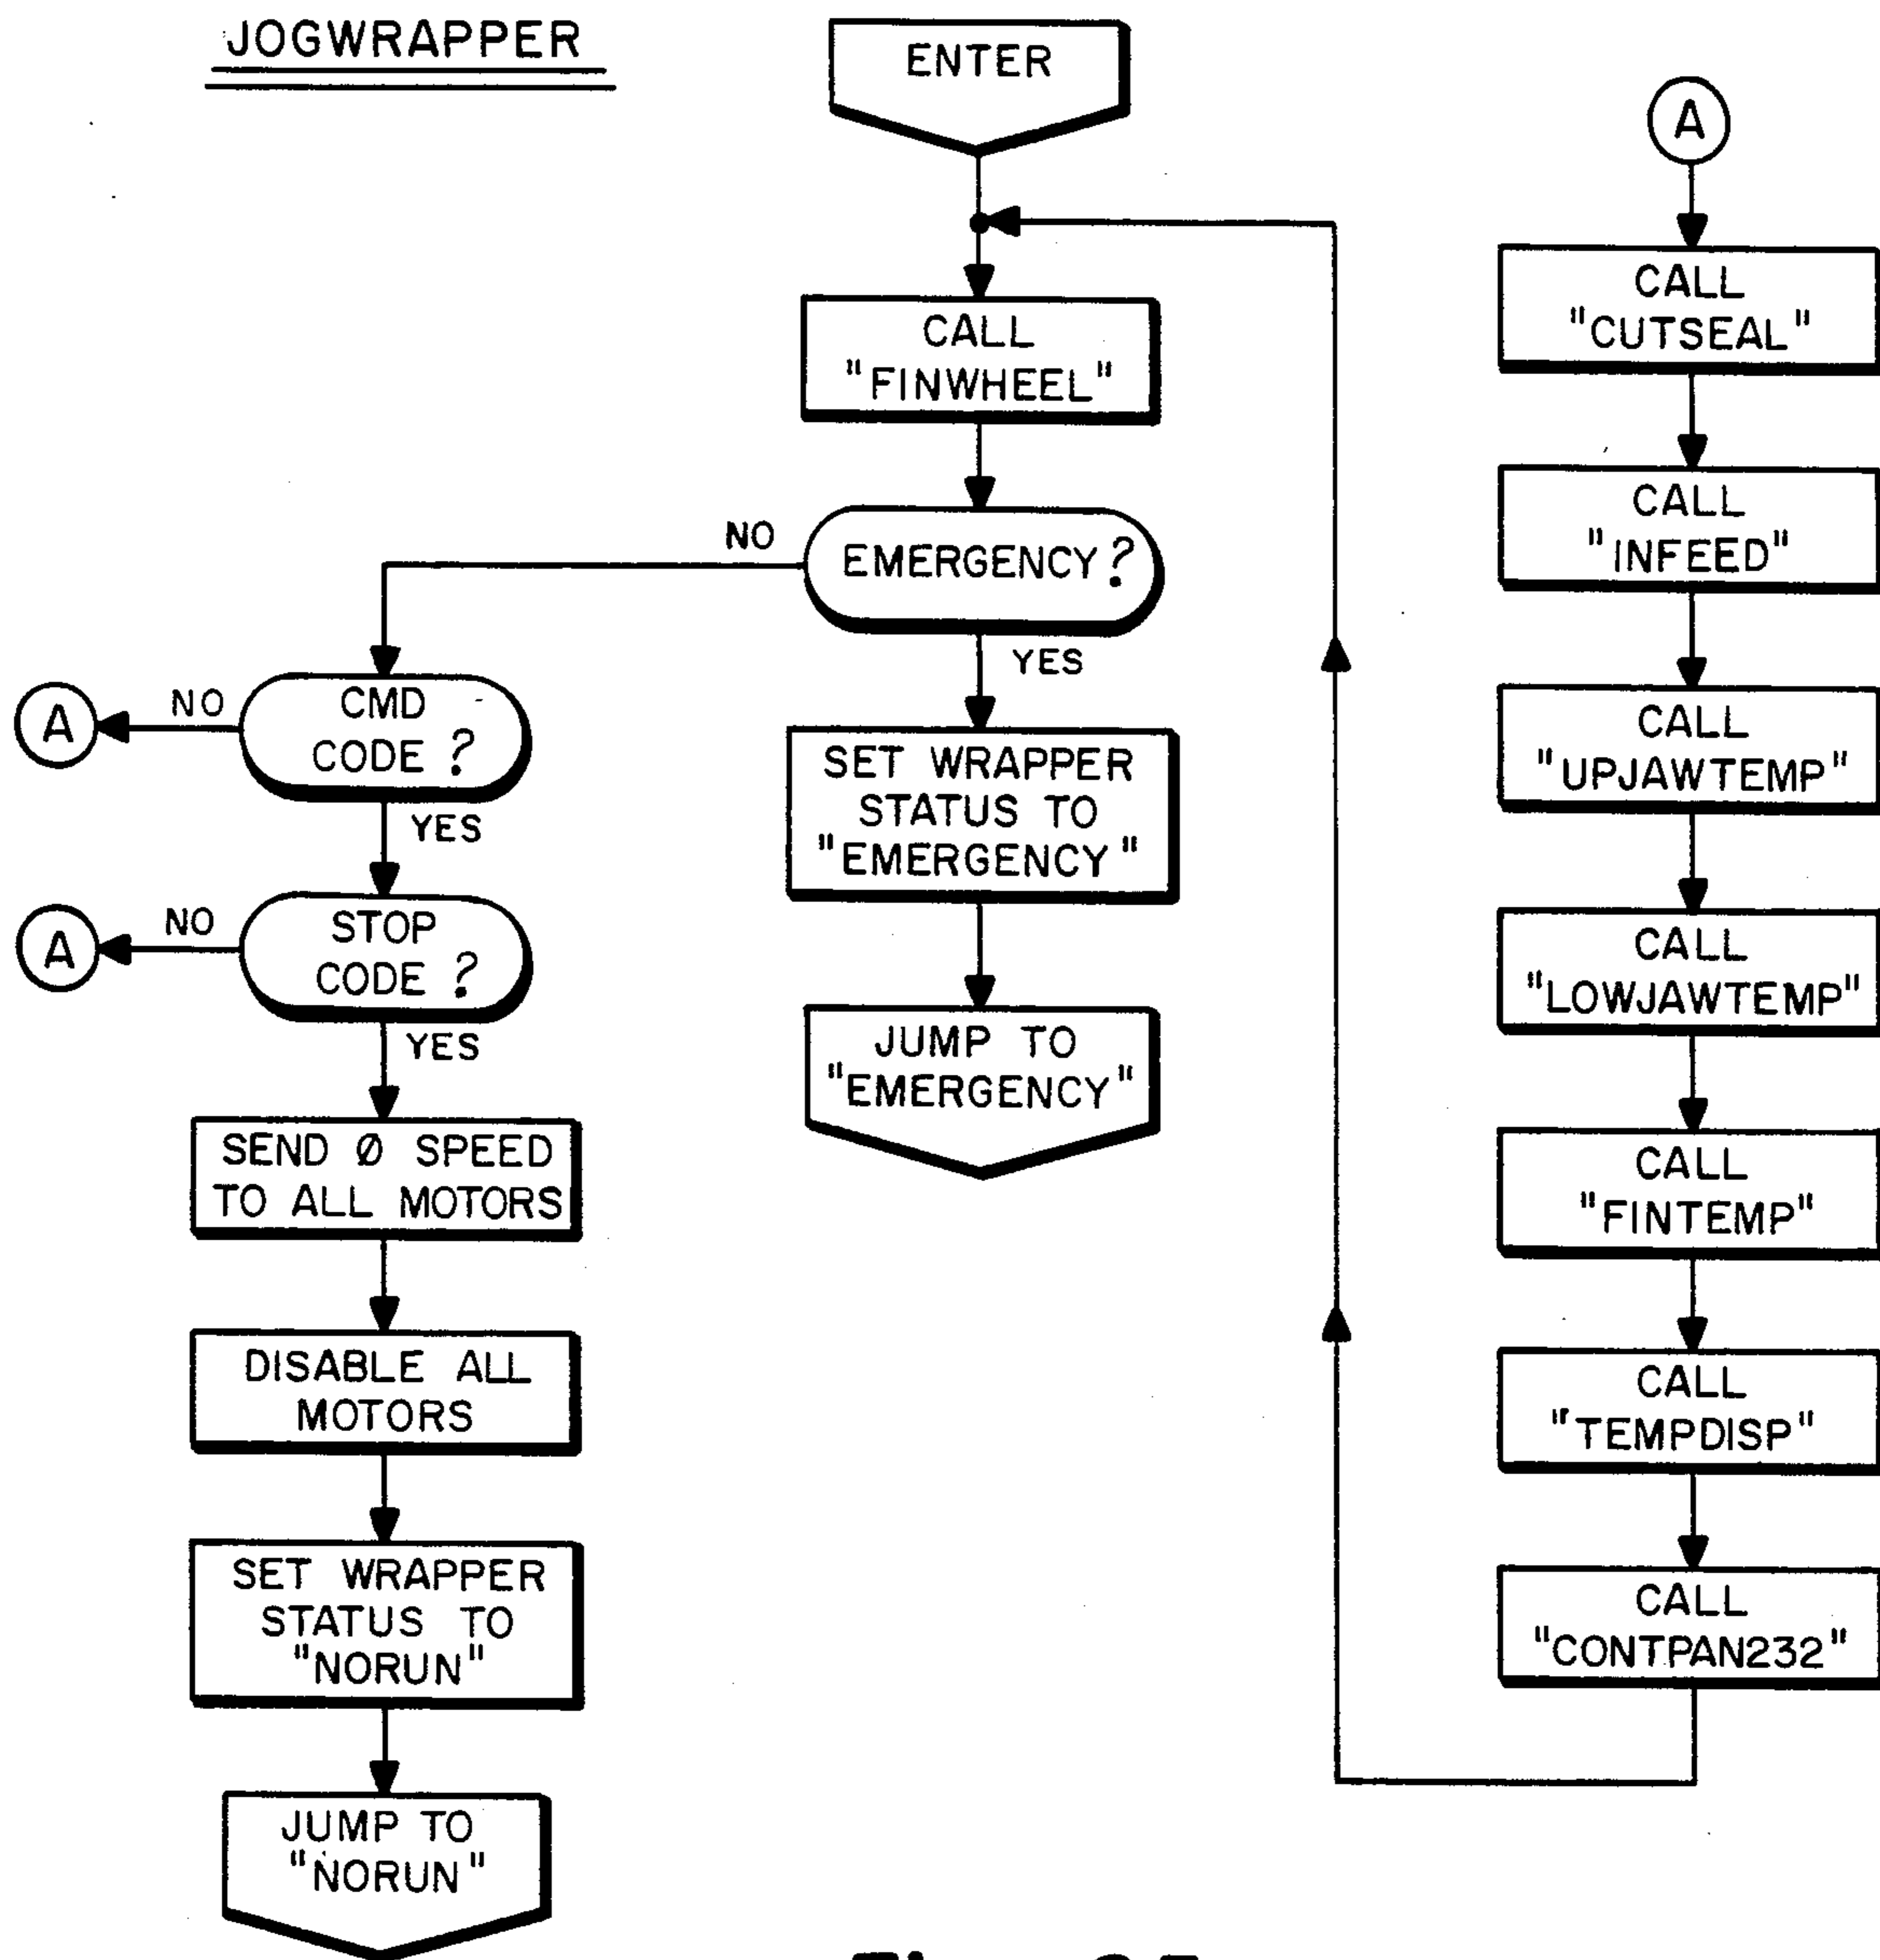 JOGWRAPPER
ENTER
CALL
"FINWHEEL"
EMERGENCY?
NO
YES
CMD
CODE ?
NO
A
YES
STOP
CODE ?
NO
A
YES
SEND Ø SPEED
TO ALL MOTORS
DISABLE ALL
MOTORS
SET WRAPPER
STATUS TO
"NORUN"
JUMP TO
"NORUN"
SET WRAPPER
STATUS TO
"EMERGENCY"
JUMP TO
"EMERGENCY"
A
CALL
"CUTSEAL"
CALL
"INFEED"
CALL
"UPJAWTEMP"
CALL
"LOWJAWTEMP"
CALL
"FINTEMP"
CALL
"TEMPDISP"
CALL
"CONTPAN232"